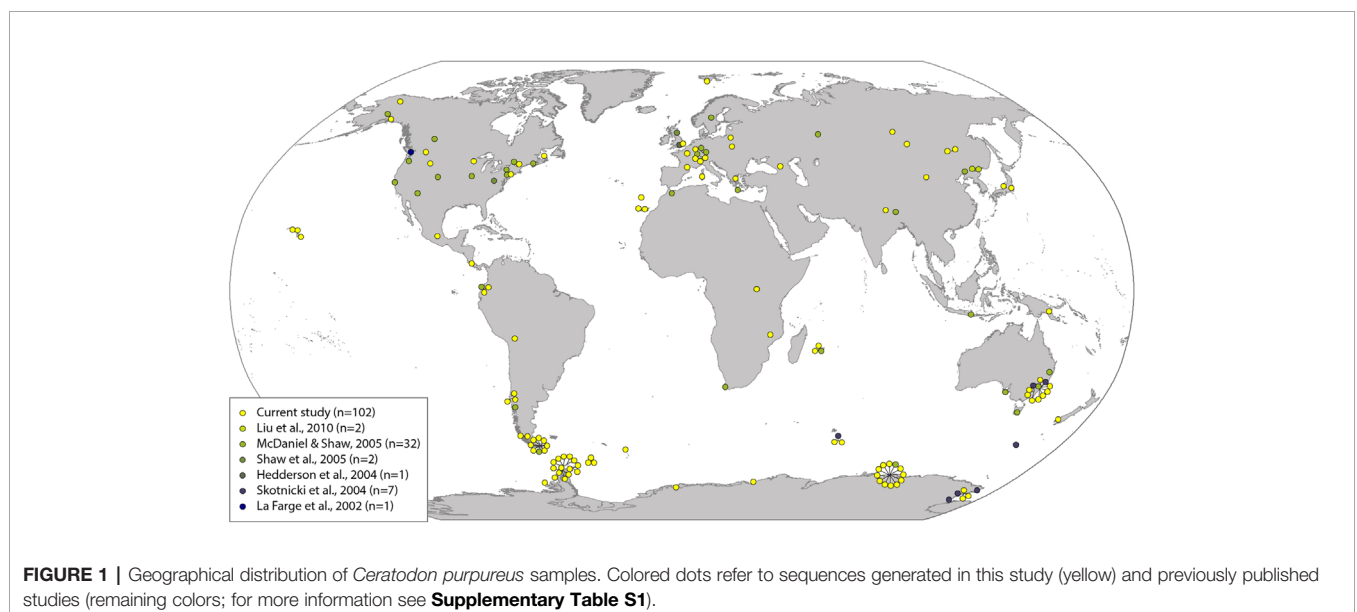 Current study (n=102)
Liu et al., 2010 (n=2)
McDaniel & Shaw, 2005 (n=32)
Shaw et al., 2005 (n=2)
Hedderson et al., 2004 (n=1)
Skotnicki et al., 2004 (n=7)
La Farge et al., 2002 (n=1)
FIGURE 1 | Geographical distribution of Ceratodon purpureus samples. Colored dots refer to sequences generated in this study (yellow) and previously published
studies (remaining colors; for more information see Supplementary Table S1).